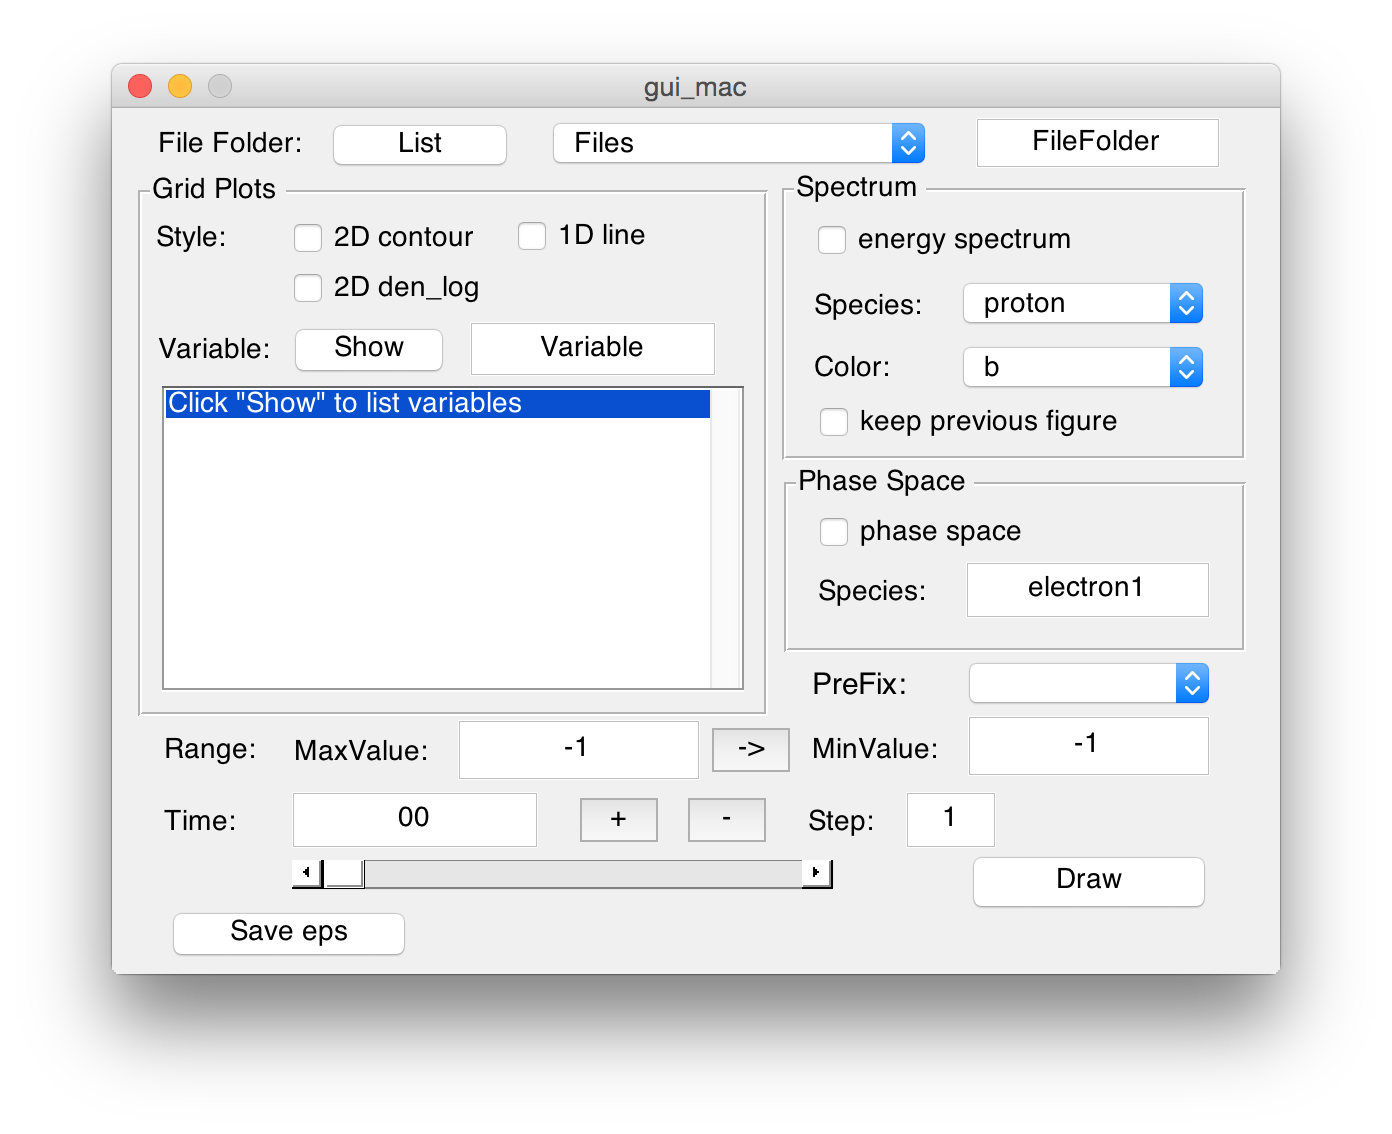 gui_mac
File Folder: List Files FileFolder
Grid Plots
Style: 2D contour 1D line
2D den_log
Variable: Show Variable
Click "Show" to list variables
Spectrum
energy spectrum
Species: proton
Color: b
keep previous figure
Phase Space
phase space
Species: electron1
PreFix:
Range: MaxValue: -1 -> MinValue: -1
Time: 00 + - Step: 1
Draw
Save eps